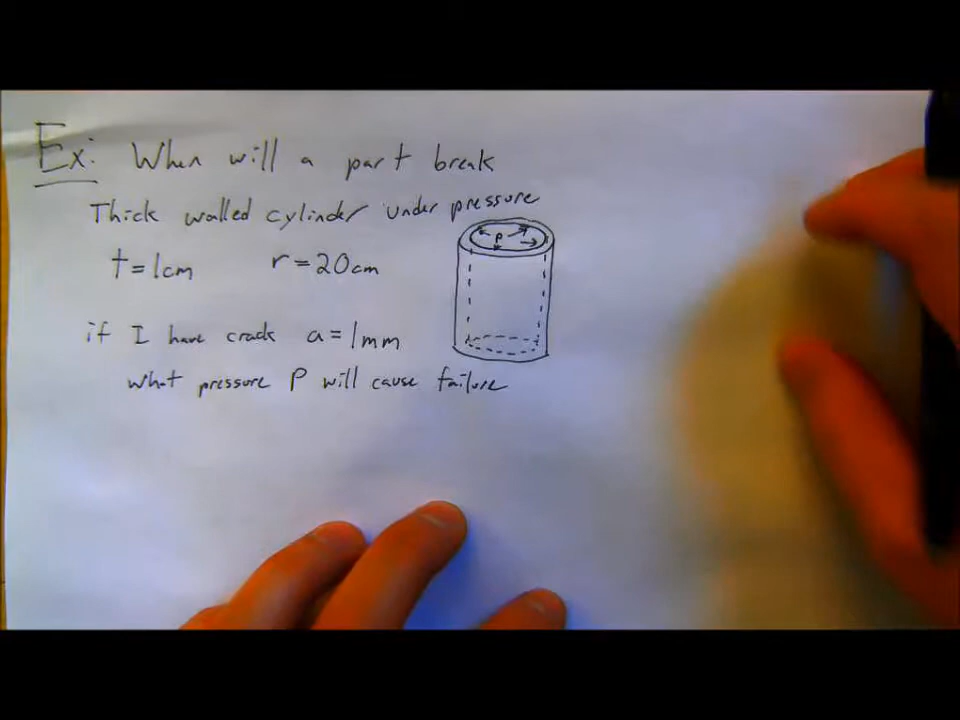 Ex: When will a part break
Thick walled cylinder under pressure
t=1cm r=20cm
P
if I have crack a=1mm
what pressure P will cause failure